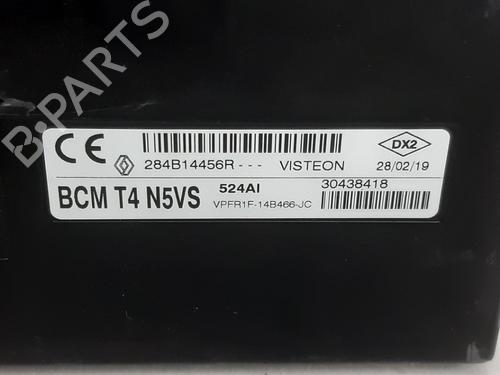 B-PARTS
CE
284B14456R--- VISTEON
DX2
28/02/19
BCM T4 N5VS
524AI
30438418
VPFR1F-14B466-JC